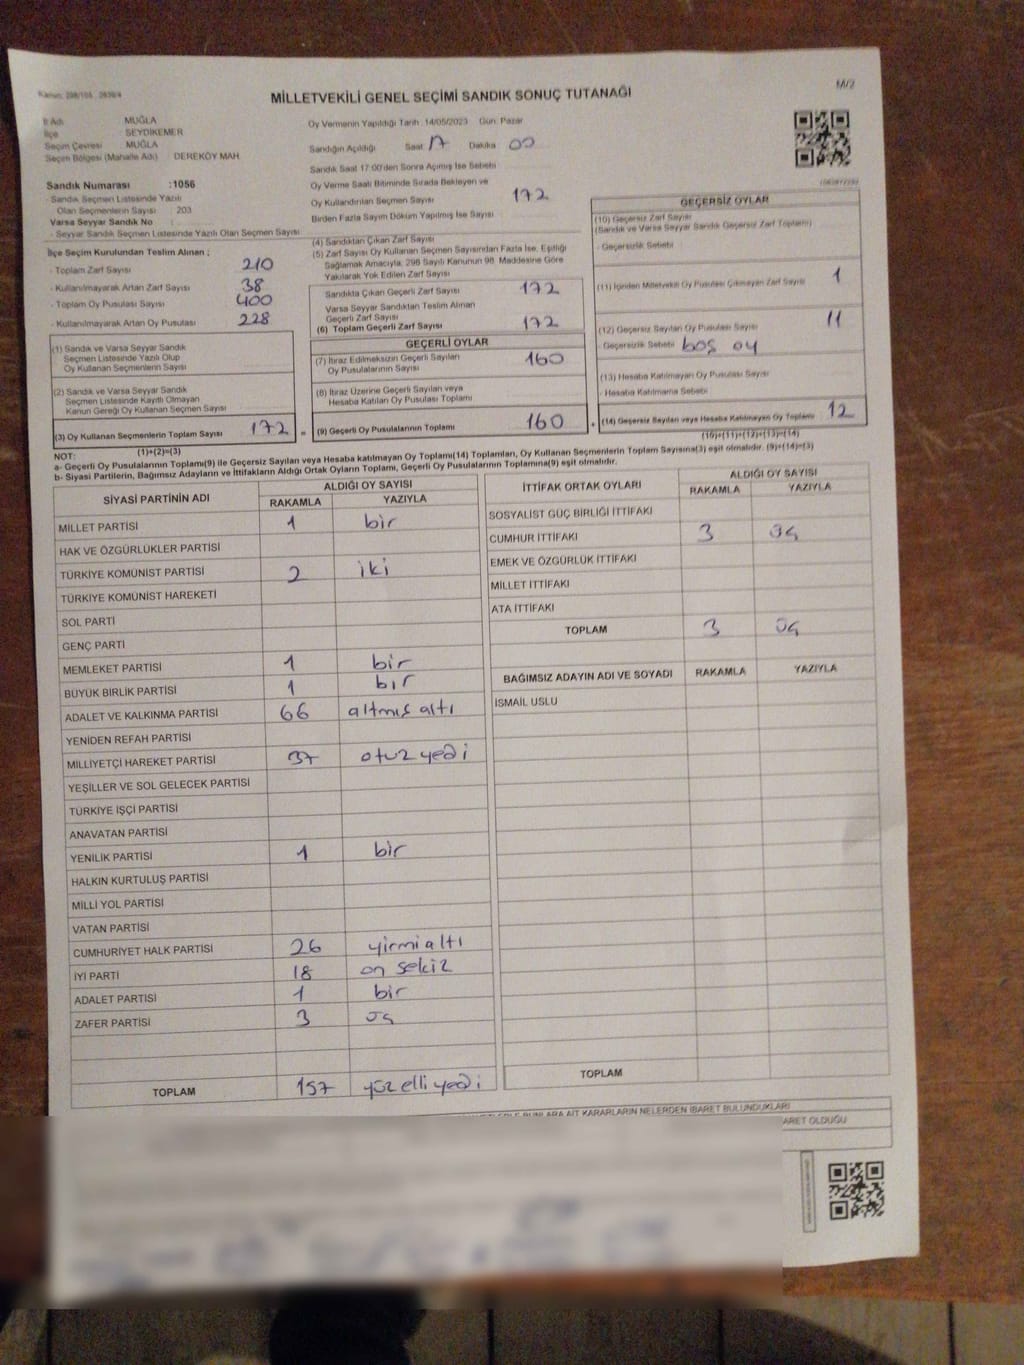 M/2
MİLLETVEKİLİ GENEL SEÇİMİ SANDIK SONUÇ TUTANAĞI
İl Adı MUĞLA
İlçe SEYDİKEMER
Seçim Çevresi MUĞLA
Seçim Bölgesi (Mahalle Adı) DEREKÖY MAH
Sandık Numarası :1056
- Sandık Seçmen Listesinde Yazılı
Olan Seçmenlerin Sayısı : 203
Varsa Seyyar Sandık No
- Seyyar Sandık Seçmen Listesinde Yazılı Olan Seçmen Sayısı
Oy Vermenin Yapıldığı Tarih :14/05/2023 Gün: Pazar
Sandığın Açıldığı Saat 17 Dakika 00
Sandık Saat 17:00'den Sonra Açılmış İse Sebebi
Oy Verme Saati Bitiminde Sırada Bekleyen ve
Oy Kullandırılan Seçmen Sayısı 172
Birden Fazla Sayım Döküm Yapılmış İse Sayısı
İlçe Seçim Kurulundan Teslim Alınan ;
- Toplam Zarf Sayısı 210
- Kullanılmayarak Artan Zarf Sayısı 38
- Toplam Oy Pusulası Sayısı 400
- Kullanılmayarak Artan Oy Pusulası 228
(4) Sandıktan Çıkan Zarf Sayısı
(5) Zarf Sayısı Oy Kullanan Seçmen Sayısından Fazla İse, Eşitliği
Sağlamak Amacıyla, 298 Sayılı Kanunun 98. Maddesine Göre
Yakılarak Yok Edilen Zarf Sayısı
Sandıkta Çıkan Geçerli Zarf Sayısı 172
Varsa Seyyar Sandıktan Teslim Alınan
Geçerli Zarf Sayısı
(6) Toplam Geçerli Zarf Sayısı 172
(1) Sandık ve Varsa Seyyar Sandık
Seçmen Listesinde Yazılı Olup
Oy Kullanan Seçmenlerin Sayısı
(2) Sandık ve Varsa Seyyar Sandık
Seçmen Listesinde Kayıtlı Olmayan
Kanun Gereği Oy Kullanan Seçmen Sayısı
(3) Oy Kullanan Seçmenlerin Toplam Sayısı 172
(1)+(2)=(3)
=
GEÇERLİ OYLAR
(7) İtiraz Edilmeksizin Geçerli Sayılan
Oy Pusulalarının Sayısı 160
(8) İtiraz Üzerine Geçerli Sayılan veya
Hesaba Katılan Oy Pusulası Toplamı
(9) Geçerli Oy Pusulalarının Toplamı 160
+
GEÇERSİZ OYLAR
(10) Geçersiz Zarf Sayısı
(Sandık ve Varsa Seyyar Sandık Geçersiz Zarf Toplamı)
- Geçersizlik Sebebi
(11) İçinden Milletvekili Oy Pusulası Çıkmayan Zarf Sayısı 1
(12) Geçersiz Sayılan Oy Pusulası Sayısı 11
- Geçersizlik Sebebi boş oy
(13) Hesaba Katılmayan Oy Pusulası Sayısı
- Hesaba Katılmama Sebebi
(14) Geçersiz Sayılan veya Hesaba Katılmayan Oy Toplamı 12
(10)+(11)+(12)+(13)=(14)
NOT:
a- Geçerli Oy Pusulalarının Toplamı(9) ile Geçersiz Sayılan veya Hesaba katılmayan Oy Toplamı(14) Toplamları, Oy Kullanan Seçmenlerin Toplam Sayısına(3) eşit olmalıdır. (9)+(14)=(3)
b- Siyasi Partilerin, Bağımsız Adayların ve İttifakların Aldığı Ortak Oyların Toplamı, Geçerli Oy Pusulalarının Toplamına(9) eşit olmalıdır.
SİYASİ PARTİNİN ADI ALDIĞI OY SAYISI
RAKAMLA YAZIYLA
MİLLET PARTİSİ 1 bir
HAK VE ÖZGÜRLÜKLER PARTİSİ
TÜRKİYE KOMÜNİST PARTİSİ 2 iki
TÜRKİYE KOMÜNİST HAREKETİ
SOL PARTİ
GENÇ PARTİ
MEMLEKET PARTİSİ 1 bir
BÜYÜK BİRLİK PARTİSİ 1 bir
ADALET VE KALKINMA PARTİSİ 66 altmış altı
YENİDEN REFAH PARTİSİ
MİLLİYETÇİ HAREKET PARTİSİ 37 otuz yedi
YEŞİLLER VE SOL GELECEK PARTİSİ
TÜRKİYE İŞÇİ PARTİSİ
ANAVATAN PARTİSİ
YENİLİK PARTİSİ 1 bir
HALKIN KURTULUŞ PARTİSİ
MİLLİ YOL PARTİSİ
VATAN PARTİSİ
CUMHURİYET HALK PARTİSİ 26 yirmi altı
İYİ PARTİ 18 on sekiz
ADALET PARTİSİ 1 bir
ZAFER PARTİSİ 3 üç
TOPLAM 157 yüz elli yedi
İTTİFAK ORTAK OYLARI ALDIĞI OY SAYISI
RAKAMLA YAZIYLA
SOSYALİST GÜÇ BİRLİĞİ İTTİFAKI
CUMHUR İTTİFAKI 3 üç
EMEK VE ÖZGÜRLÜK İTTİFAKI
MİLLET İTTİFAKI
ATA İTTİFAKI
TOPLAM 3 üç
BAĞIMSIZ ADAYIN ADI VE SOYADI RAKAMLA YAZIYLA
İSMAİL USLU
TOPLAM
BUNLARA AİT KARARLARIN NELERDEN İBARET BULUNDUKLARI